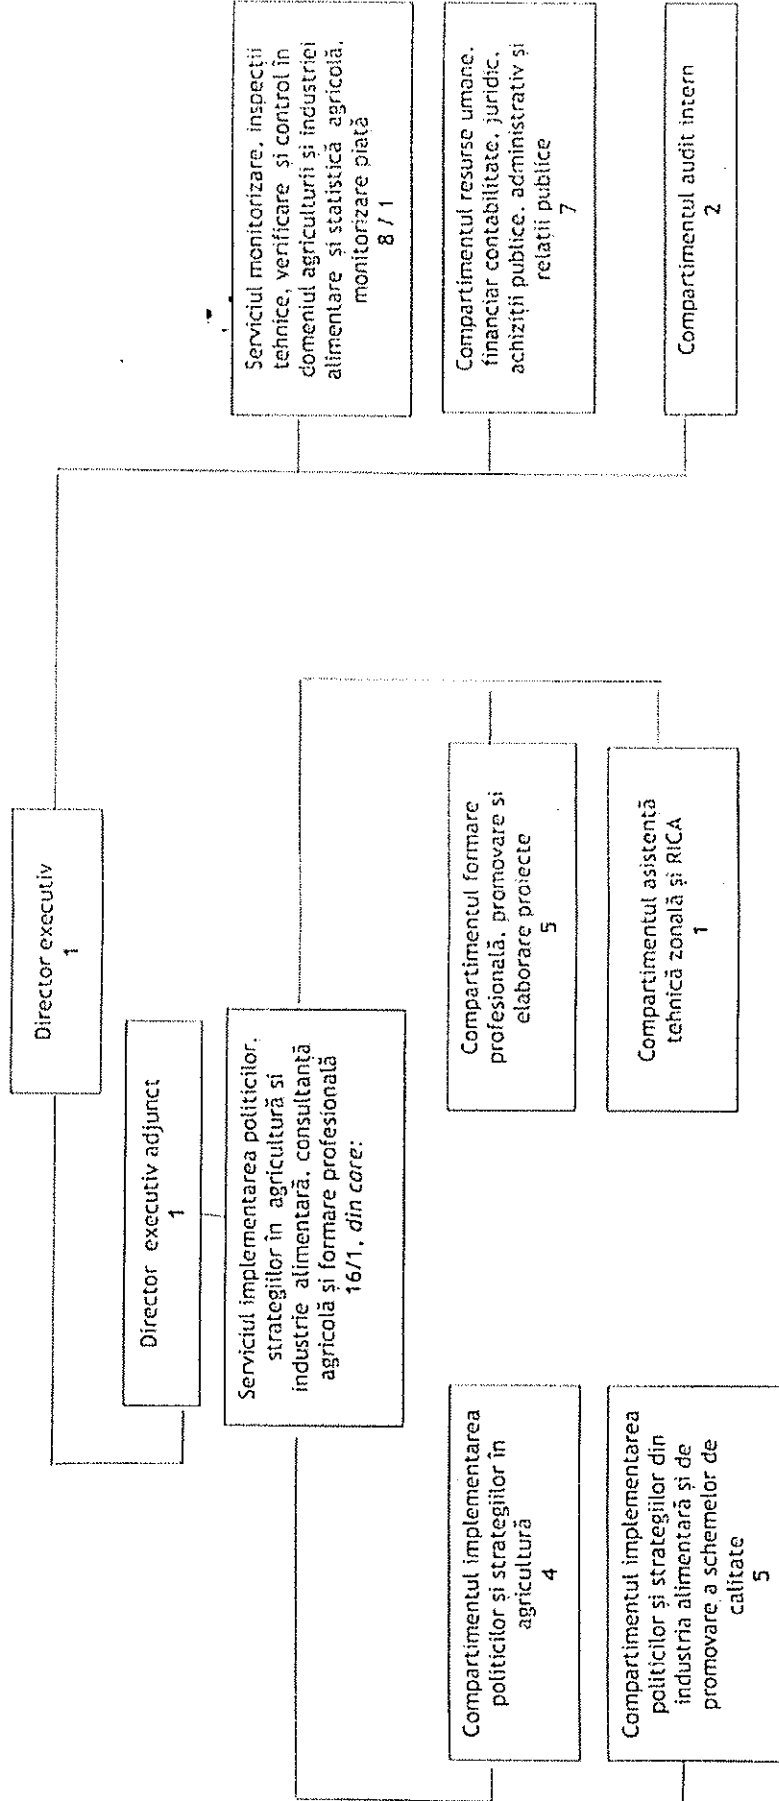 Director executiv
1
Director executiv adjunct
1
Serviciul implementarea politicilor,
strategiilor în agricultură si
industrie alimentară, consultanță
agricolă și formare profesională
16/1, din care:
Compartimentul implementarea
politicilor și strategiilor în
agricultură
4
Compartimentul implementarea
politicilor și strategiilor din
industria alimentară și de
promovare a schemelor de
calitate
5
Compartimentul formare
profesională, promovare si
elaborare proiecte
5
Compartimentul asistență
tehnică zonală și RICA
1
Serviciul monitorizare, inspecții
tehnice, verificare și control în
domeniul agriculturii și industriei
alimentare și statistică agricolă,
monitorizare piață
8 / 1
Compartimentul resurse umane,
financiar contabilitate, juridic,
achiziții publice, administrativ și
relații publice
7
Compartimentul audit intern
2